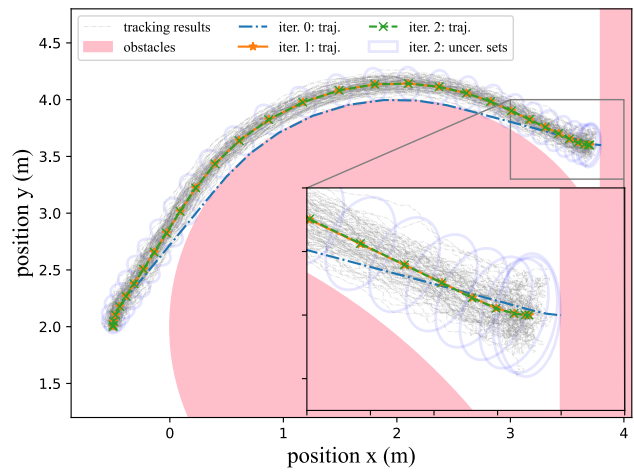 tracking results
obstacles
iter. 0: traj.
iter. 1: traj.
iter. 2: traj.
iter. 2: uncer. sets
position y (m)
4.5
4.0
3.5
3.0
2.5
2.0
1.5
0 1 2 3 4
position x (m)